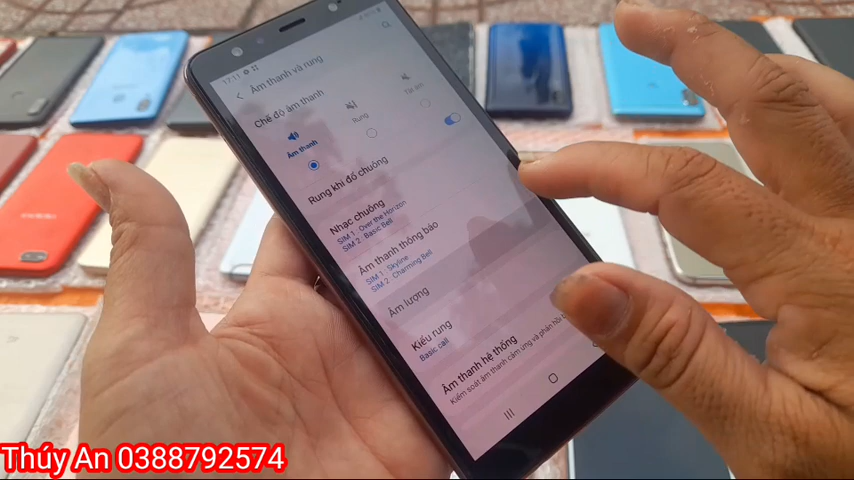 17:11
Âm thanh và rung
Chế độ âm thanh
Âm thanh
Rung
Tắt âm
Rung khi đổ chuông
Nhạc chuông
SIM 1 : Over the Horizon
SIM 2 : Basic Bell
Âm thanh thông báo
SIM 1 : Skyline
SIM 2 : Charming Bell
Âm lượng
Kiểu rung
Basic call
Âm thanh hệ thống
Kiểm soát âm thanh cảm ứng và phản hồi
Thúy An 0388792574